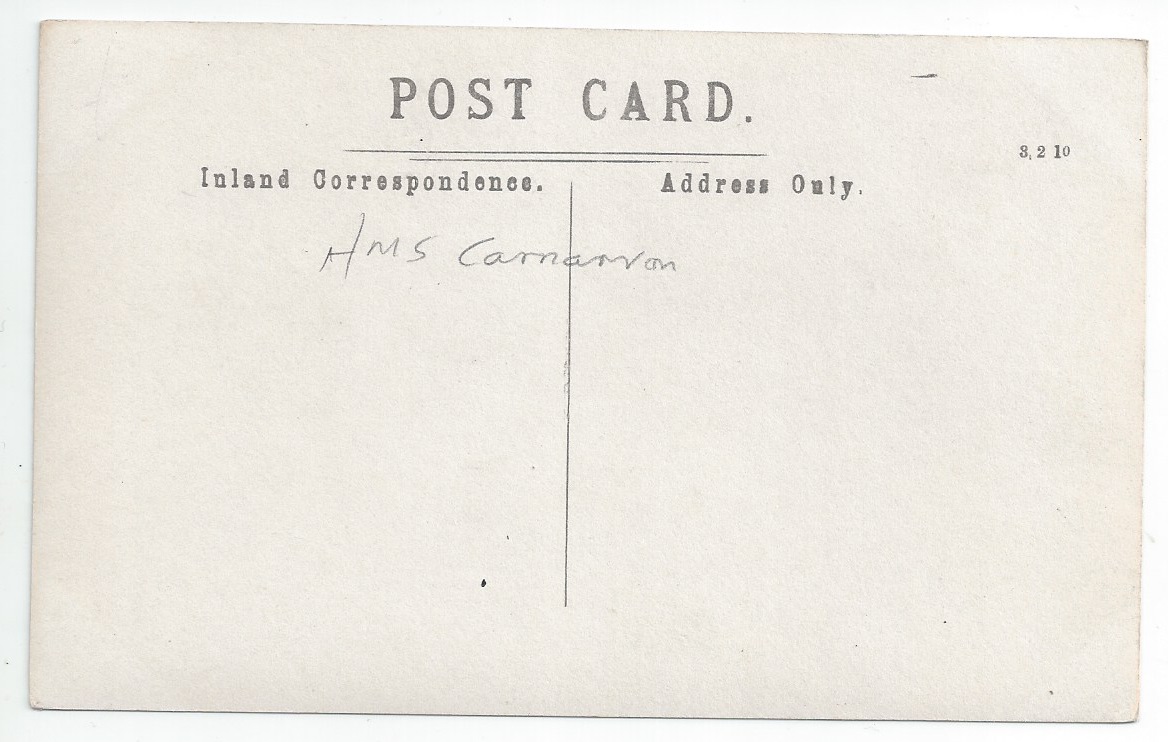 POST CARD.
3, 2 10
Inland Correspondence.
Address Only.
HMS Carnarvon